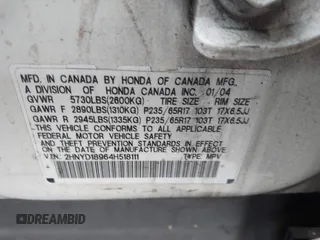 MFD. IN CANADA BY HONDA OF CANADA MFG.
A DIVISION OF HONDA CANADA INC. 01/04
GVWR 5730LBS(2600KG) TIRE SIZE RIM SIZE
GAWR F 2890LBS(1310KG) P235/65R17 103T 17X6.5JJ
GAWR R 2945LBS(1335KG) P235/65R17 103T 17X6.5JJ
THIS VEHICLE CONFORMS TO ALL APPLICABLE
FEDERAL MOTOR VEHICLE SAFETY
AND THEFT PREVENTION STANDARDS IN EFFECT
ON THE DATE OF MANUFACTURE SHOWN ABOVE.
V.I.N.: 2HNYD18964H518111 TYPE MPV
DREAMBID